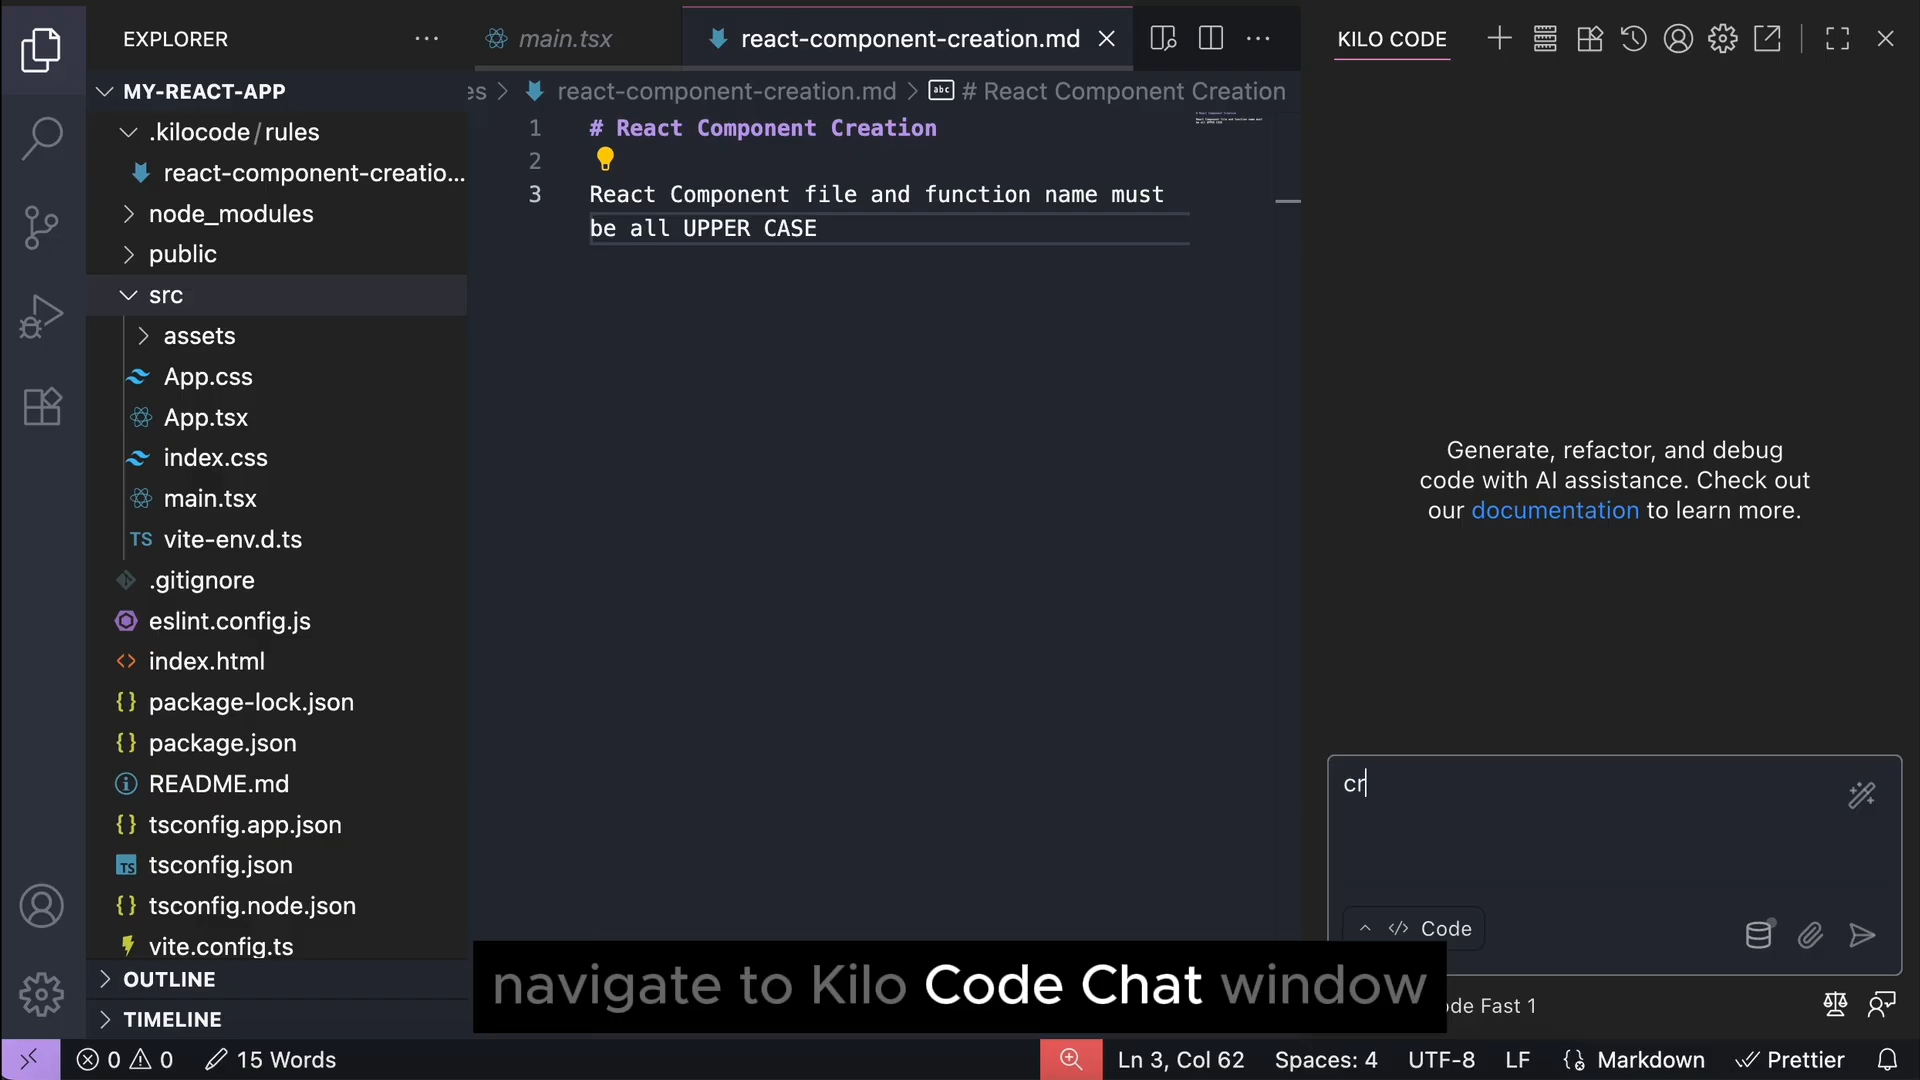 EXPLORER
MY-REACT-APP
.kilocode / rules
react-component-creatio...
node_modules
public
src
assets
App.css
App.tsx
index.css
main.tsx
TS vite-env.d.ts
.gitignore
eslint.config.js
index.html
package-lock.json
package.json
README.md
tsconfig.app.json
TS tsconfig.json
tsconfig.node.json
vite.config.ts
OUTLINE
TIMELINE
main.tsx
react-component-creation.md
es > react-component-creation.md > abc # React Component Creation
1 # React Component Creation
2
3 React Component file and function name must
be all UPPER CASE
KILO CODE
Generate, refactor, and debug
code with AI assistance. Check out
our documentation to learn more.
cr
Code
de Fast 1
navigate to Kilo Code Chat window
0 0 15 Words
Ln 3, Col 62 Spaces: 4 UTF-8 LF Markdown Prettier